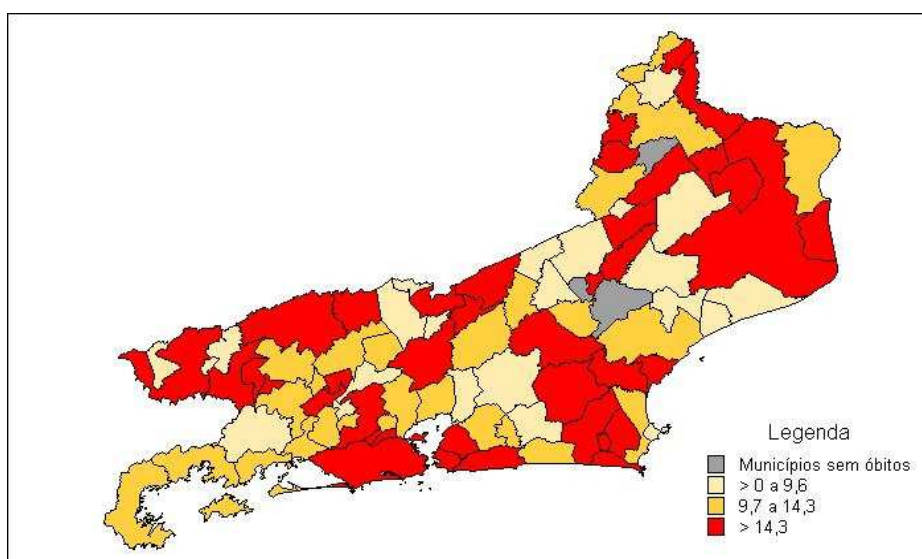 Legenda
Municípios sem óbitos
> 0 a 9,6
9,7 a 14,3
> 14,3